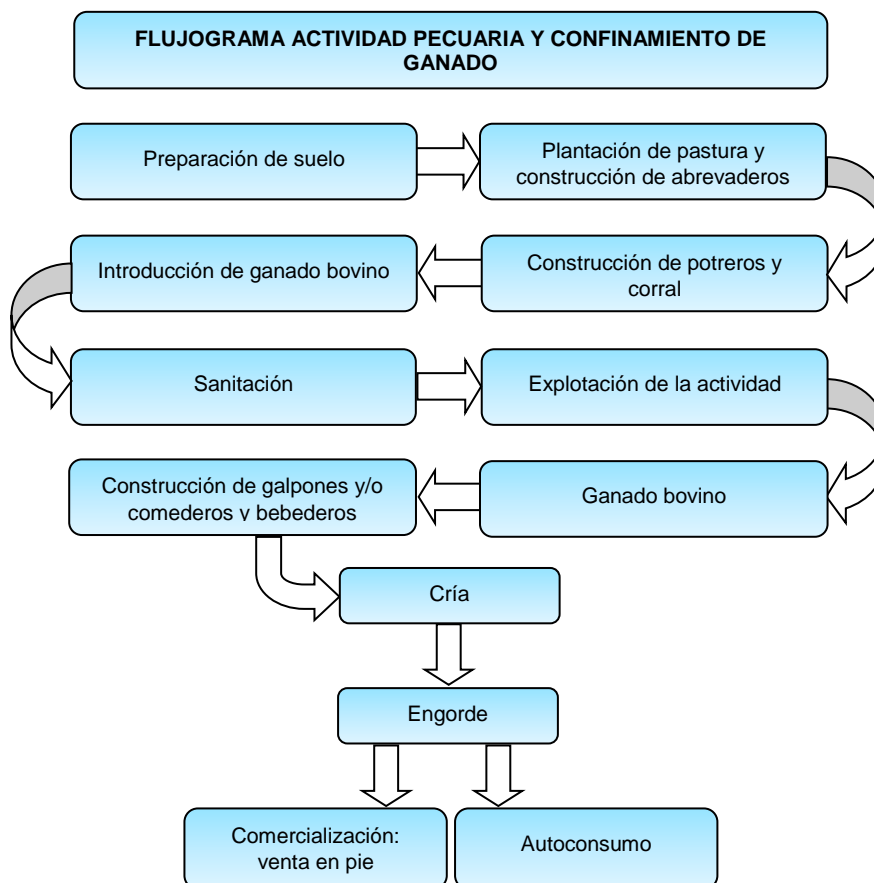 FLUJOGRAMA ACTIVIDAD PECUARIA Y CONFINAMIENTO DE
GANADO
Preparación de suelo
Plantación de pastura y
construcción de abrevaderos
Construcción de potreros y
corral
Introducción de ganado bovino
Sanitación
Explotación de la actividad
Ganado bovino
Construcción de galpones y/o
comederos y bebederos
Cría
Engorde
Comercialización:
venta en pie
Autoconsumo